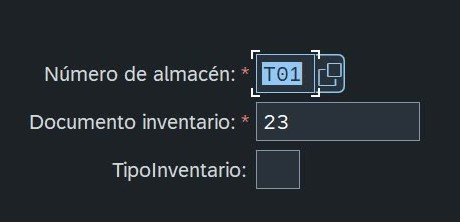 Número de almacén: * T01
Documento inventario: * 23
TipoInventario: